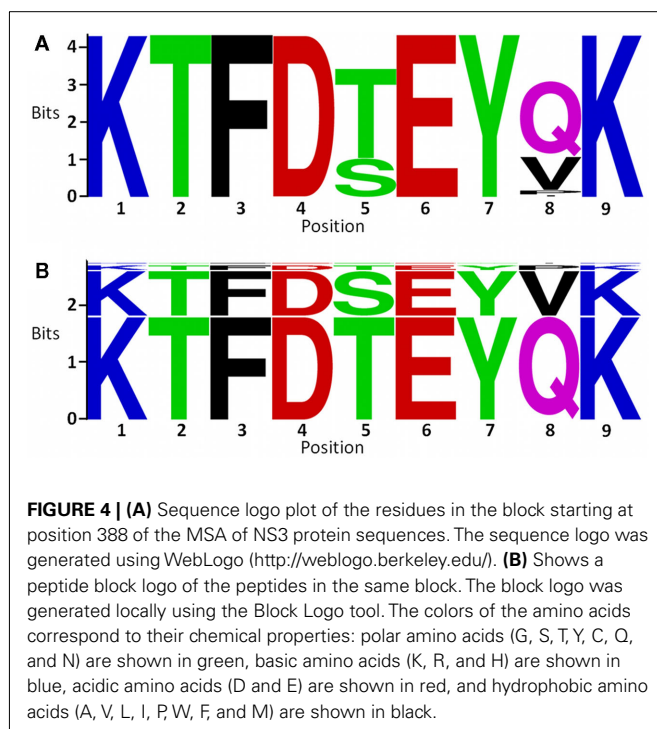 A
4
3
Bits
2
1
0
K T F D T E Y Q K
S V
1 2 3 4 5 6 7 8 9
Position
B
K T F D S E Y V K
2
Bits
K T F D T E Y Q K
1
0
1 2 3 4 5 6 7 8 9
Position
FIGURE 4 | (A) Sequence logo plot of the residues in the block starting at
position 388 of the MSA of NS3 protein sequences. The sequence logo was
generated using WebLogo (http://weblogo.berkeley.edu/). (B) Shows a
peptide block logo of the peptides in the same block. The block logo was
generated locally using the Block Logo tool. The colors of the amino acids
correspond to their chemical properties: polar amino acids (G, S, T, Y, C, Q,
and N) are shown in green, basic amino acids (K, R, and H) are shown in
blue, acidic amino acids (D and E) are shown in red, and hydrophobic amino
acids (A, V, L, I, P, W, F, and M) are shown in black.